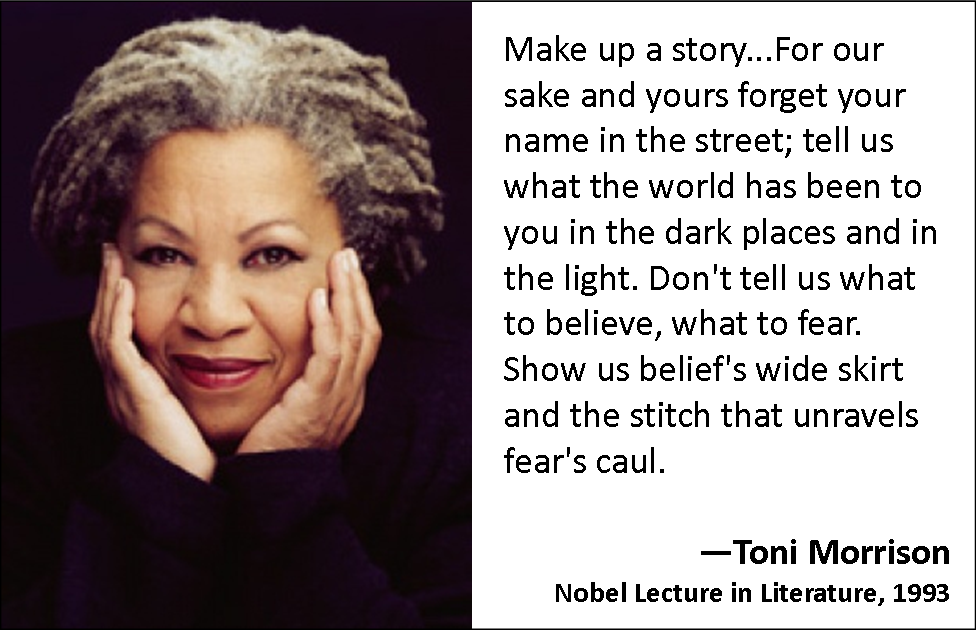 Make up a story...For our
sake and yours forget your
name in the street; tell us
what the world has been to
you in the dark places and in
the light. Don't tell us what
to believe, what to fear.
Show us belief's wide skirt
and the stitch that unravels
fear's caul.
—Toni Morrison
Nobel Lecture in Literature, 1993